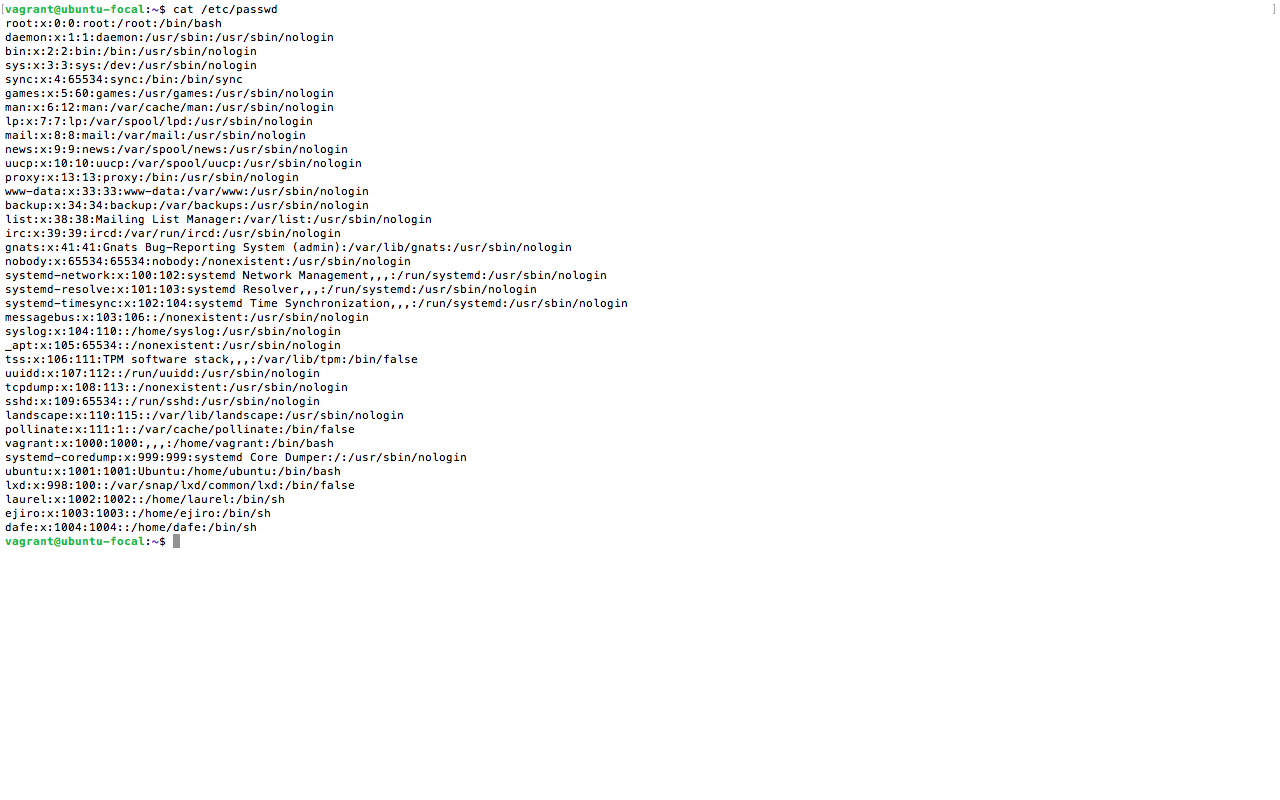 [vagrant@ubuntu-focal:~$ cat /etc/passwd ]
root:x:0:0:root:/root:/bin/bash
daemon:x:1:1:daemon:/usr/sbin:/usr/sbin/nologin
bin:x:2:2:bin:/bin:/usr/sbin/nologin
sys:x:3:3:sys:/dev:/usr/sbin/nologin
sync:x:4:65534:sync:/bin:/bin/sync
games:x:5:60:games:/usr/games:/usr/sbin/nologin
man:x:6:12:man:/var/cache/man:/usr/sbin/nologin
lp:x:7:7:lp:/var/spool/lpd:/usr/sbin/nologin
mail:x:8:8:mail:/var/mail:/usr/sbin/nologin
news:x:9:9:news:/var/spool/news:/usr/sbin/nologin
uucp:x:10:10:uucp:/var/spool/uucp:/usr/sbin/nologin
proxy:x:13:13:proxy:/bin:/usr/sbin/nologin
www-data:x:33:33:www-data:/var/www:/usr/sbin/nologin
backup:x:34:34:backup:/var/backups:/usr/sbin/nologin
list:x:38:38:Mailing List Manager:/var/list:/usr/sbin/nologin
irc:x:39:39:ircd:/var/run/ircd:/usr/sbin/nologin
gnats:x:41:41:Gnats Bug-Reporting System (admin):/var/lib/gnats:/usr/sbin/nologin
nobody:x:65534:65534:nobody:/nonexistent:/usr/sbin/nologin
systemd-network:x:100:102:systemd Network Management,,,:/run/systemd:/usr/sbin/nologin
systemd-resolve:x:101:103:systemd Resolver,,,:/run/systemd:/usr/sbin/nologin
systemd-timesync:x:102:104:systemd Time Synchronization,,,:/run/systemd:/usr/sbin/nologin
messagebus:x:103:106::/nonexistent:/usr/sbin/nologin
syslog:x:104:110::/home/syslog:/usr/sbin/nologin
_apt:x:105:65534::/nonexistent:/usr/sbin/nologin
tss:x:106:111:TPM software stack,,,:/var/lib/tpm:/bin/false
uuidd:x:107:112::/run/uuidd:/usr/sbin/nologin
tcpdump:x:108:113::/nonexistent:/usr/sbin/nologin
sshd:x:109:65534::/run/sshd:/usr/sbin/nologin
landscape:x:110:115::/var/lib/landscape:/usr/sbin/nologin
pollinate:x:111:1::/var/cache/pollinate:/bin/false
vagrant:x:1000:1000:,,,:/home/vagrant:/bin/bash
systemd-coredump:x:999:999:systemd Core Dumper:/:/usr/sbin/nologin
ubuntu:x:1001:1001:Ubuntu:/home/ubuntu:/bin/bash
lxd:x:998:100::/var/snap/lxd/common/lxd:/bin/false
laurel:x:1002:1002::/home/laurel:/bin/sh
ejiro:x:1003:1003::/home/ejiro:/bin/sh
dafe:x:1004:1004::/home/dafe:/bin/sh
vagrant@ubuntu-focal:~$